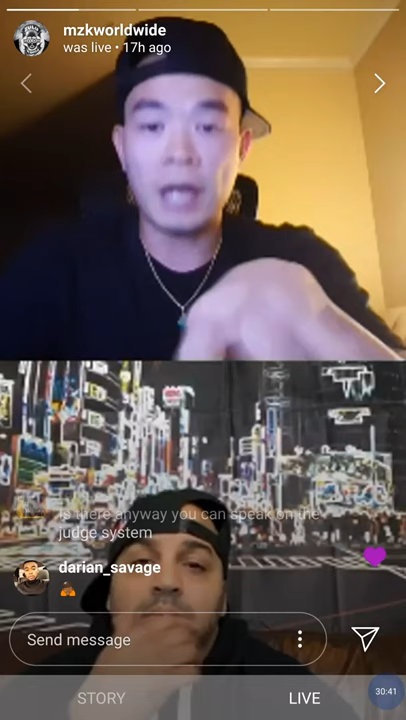 mzkworldwide
was live • 17h ago
Is there anyway you can speak on the
judge system
darian_savage
Send message
STORY
LIVE
30:41